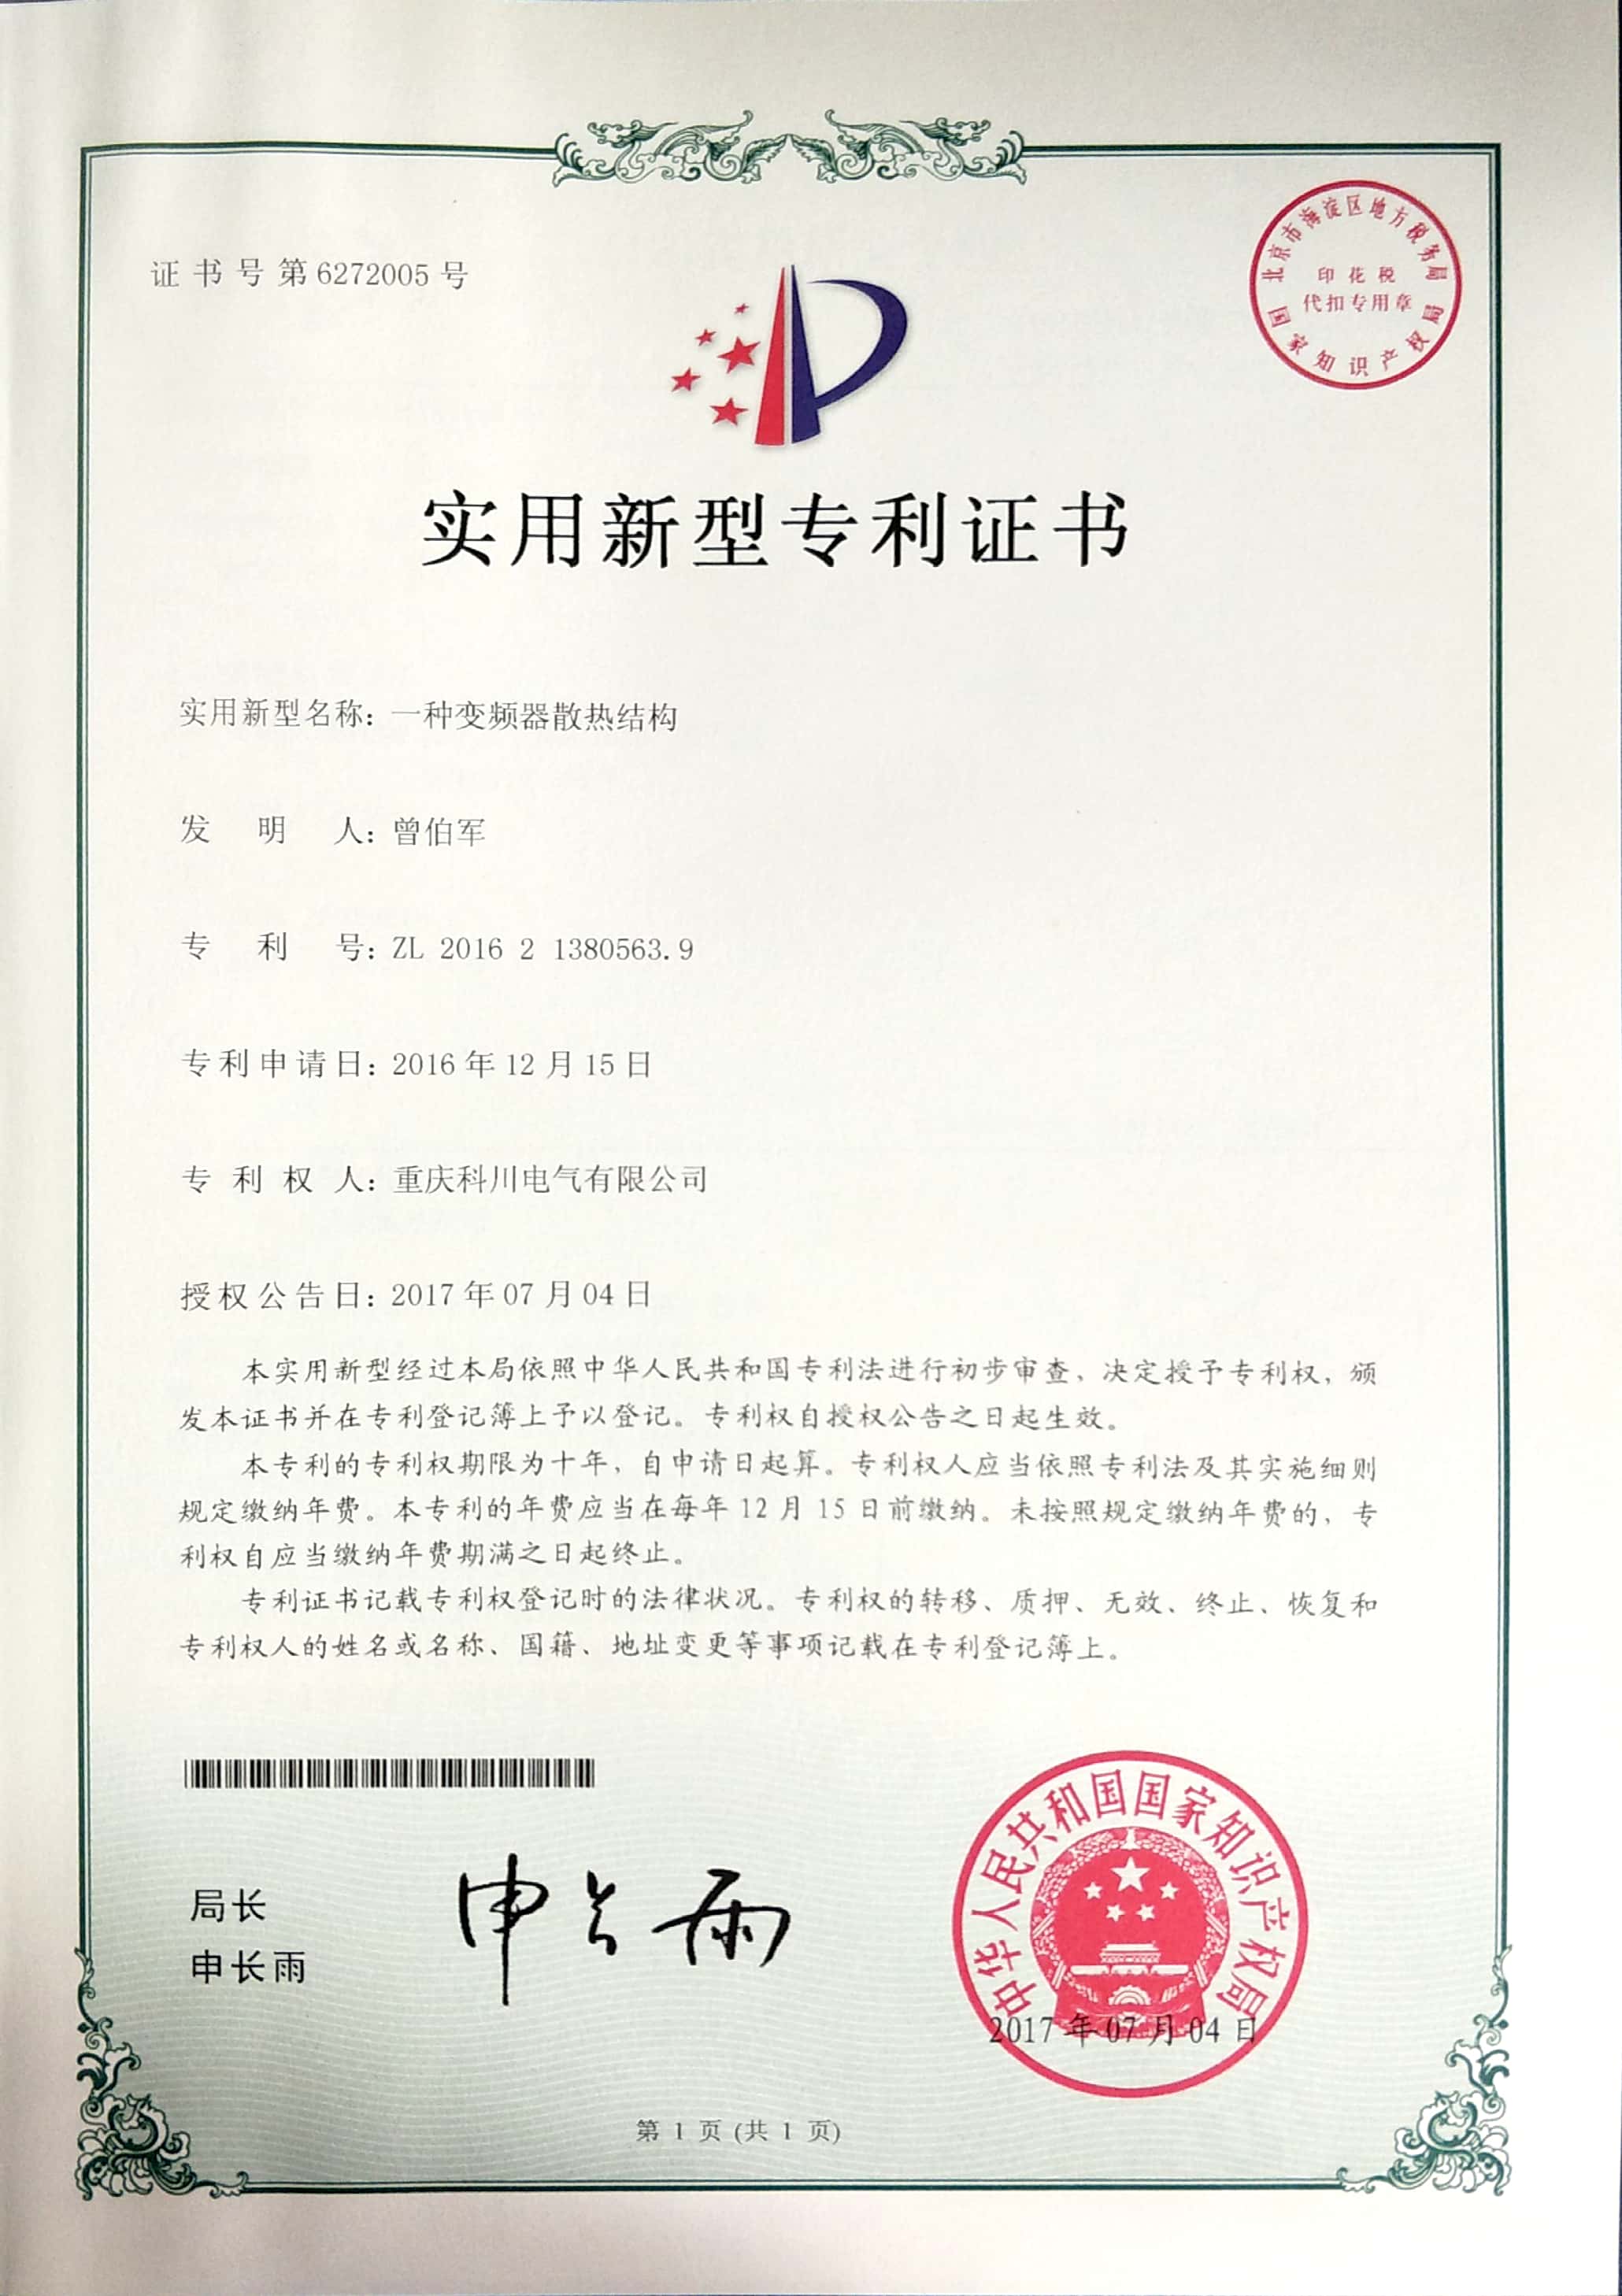 证书号第6272005号
北京市海淀区地方税务局
印花税
代扣专用章
国家知识产权局
实用新型专利证书
实用新型名称：一种变频器散热结构
发明人：曾伯军
专利号：ZL 2016 2 1380563.9
专利申请日：2016年12月15日
专利权人：重庆科川电气有限公司
授权公告日：2017年07月04日
本实用新型经过本局依照中华人民共和国专利法进行初步审查，决定授予专利权，颁
发本证书并在专利登记簿上予以登记。专利权自授权公告之日起生效。
本专利的专利权期限为十年，自申请日起算。专利权人应当依照专利法及其实施细则
规定缴纳年费。本专利的年费应当在每年12月15日前缴纳。未按照规定缴纳年费的，专
利权自应当缴纳年费期满之日起终止。
专利证书记载专利权登记时的法律状况。专利权的转移、质押、无效、终止、恢复和
专利权人的姓名或名称、国籍、地址变更等事项记载在专利登记簿上。
局长
申长雨
申长雨
中华人民共和国国家知识产权局
2017年07月04日
第1页(共1页)